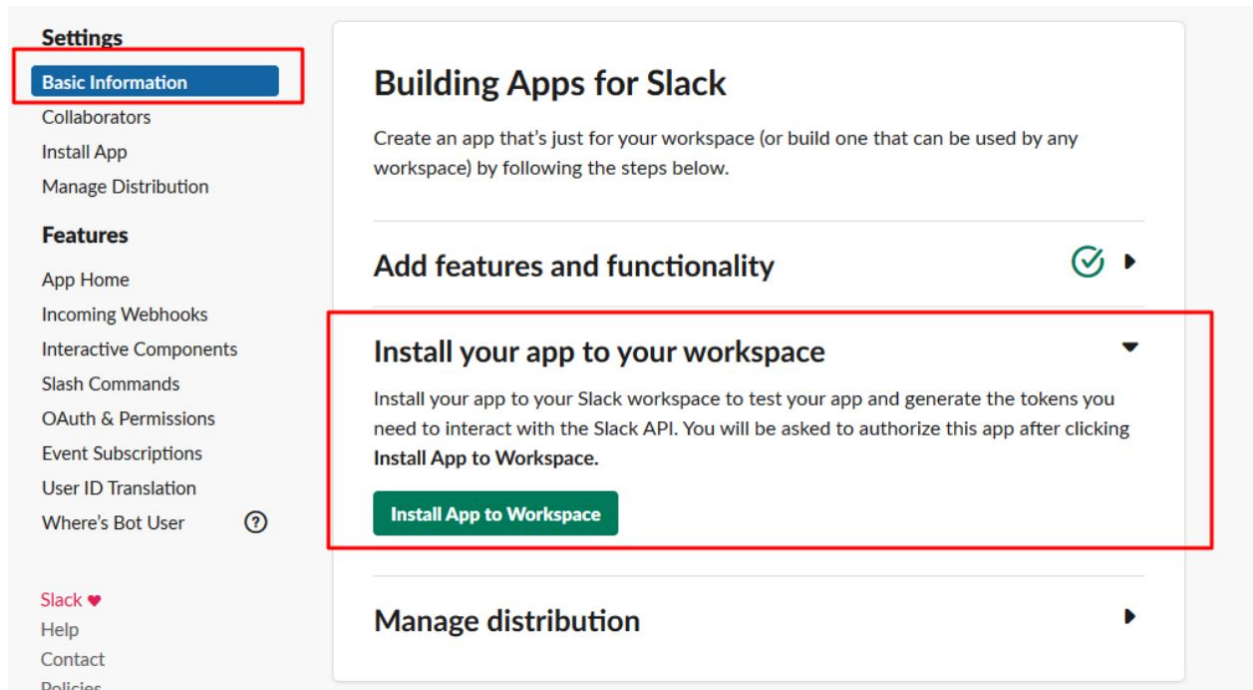 Settings
Basic Information
Collaborators
Install App
Manage Distribution
Features
App Home
Incoming Webhooks
Interactive Components
Slash Commands
OAuth & Permissions
Event Subscriptions
User ID Translation
Where's Bot User
Slack ♥
Help
Contact
Policies
Building Apps for Slack
Create an app that's just for your workspace (or build one that can be used by any
workspace) by following the steps below.
Add features and functionality
Install your app to your workspace
Install your app to your Slack workspace to test your app and generate the tokens you
need to interact with the Slack API. You will be asked to authorize this app after clicking
Install App to Workspace.
Install App to Workspace
Manage distribution